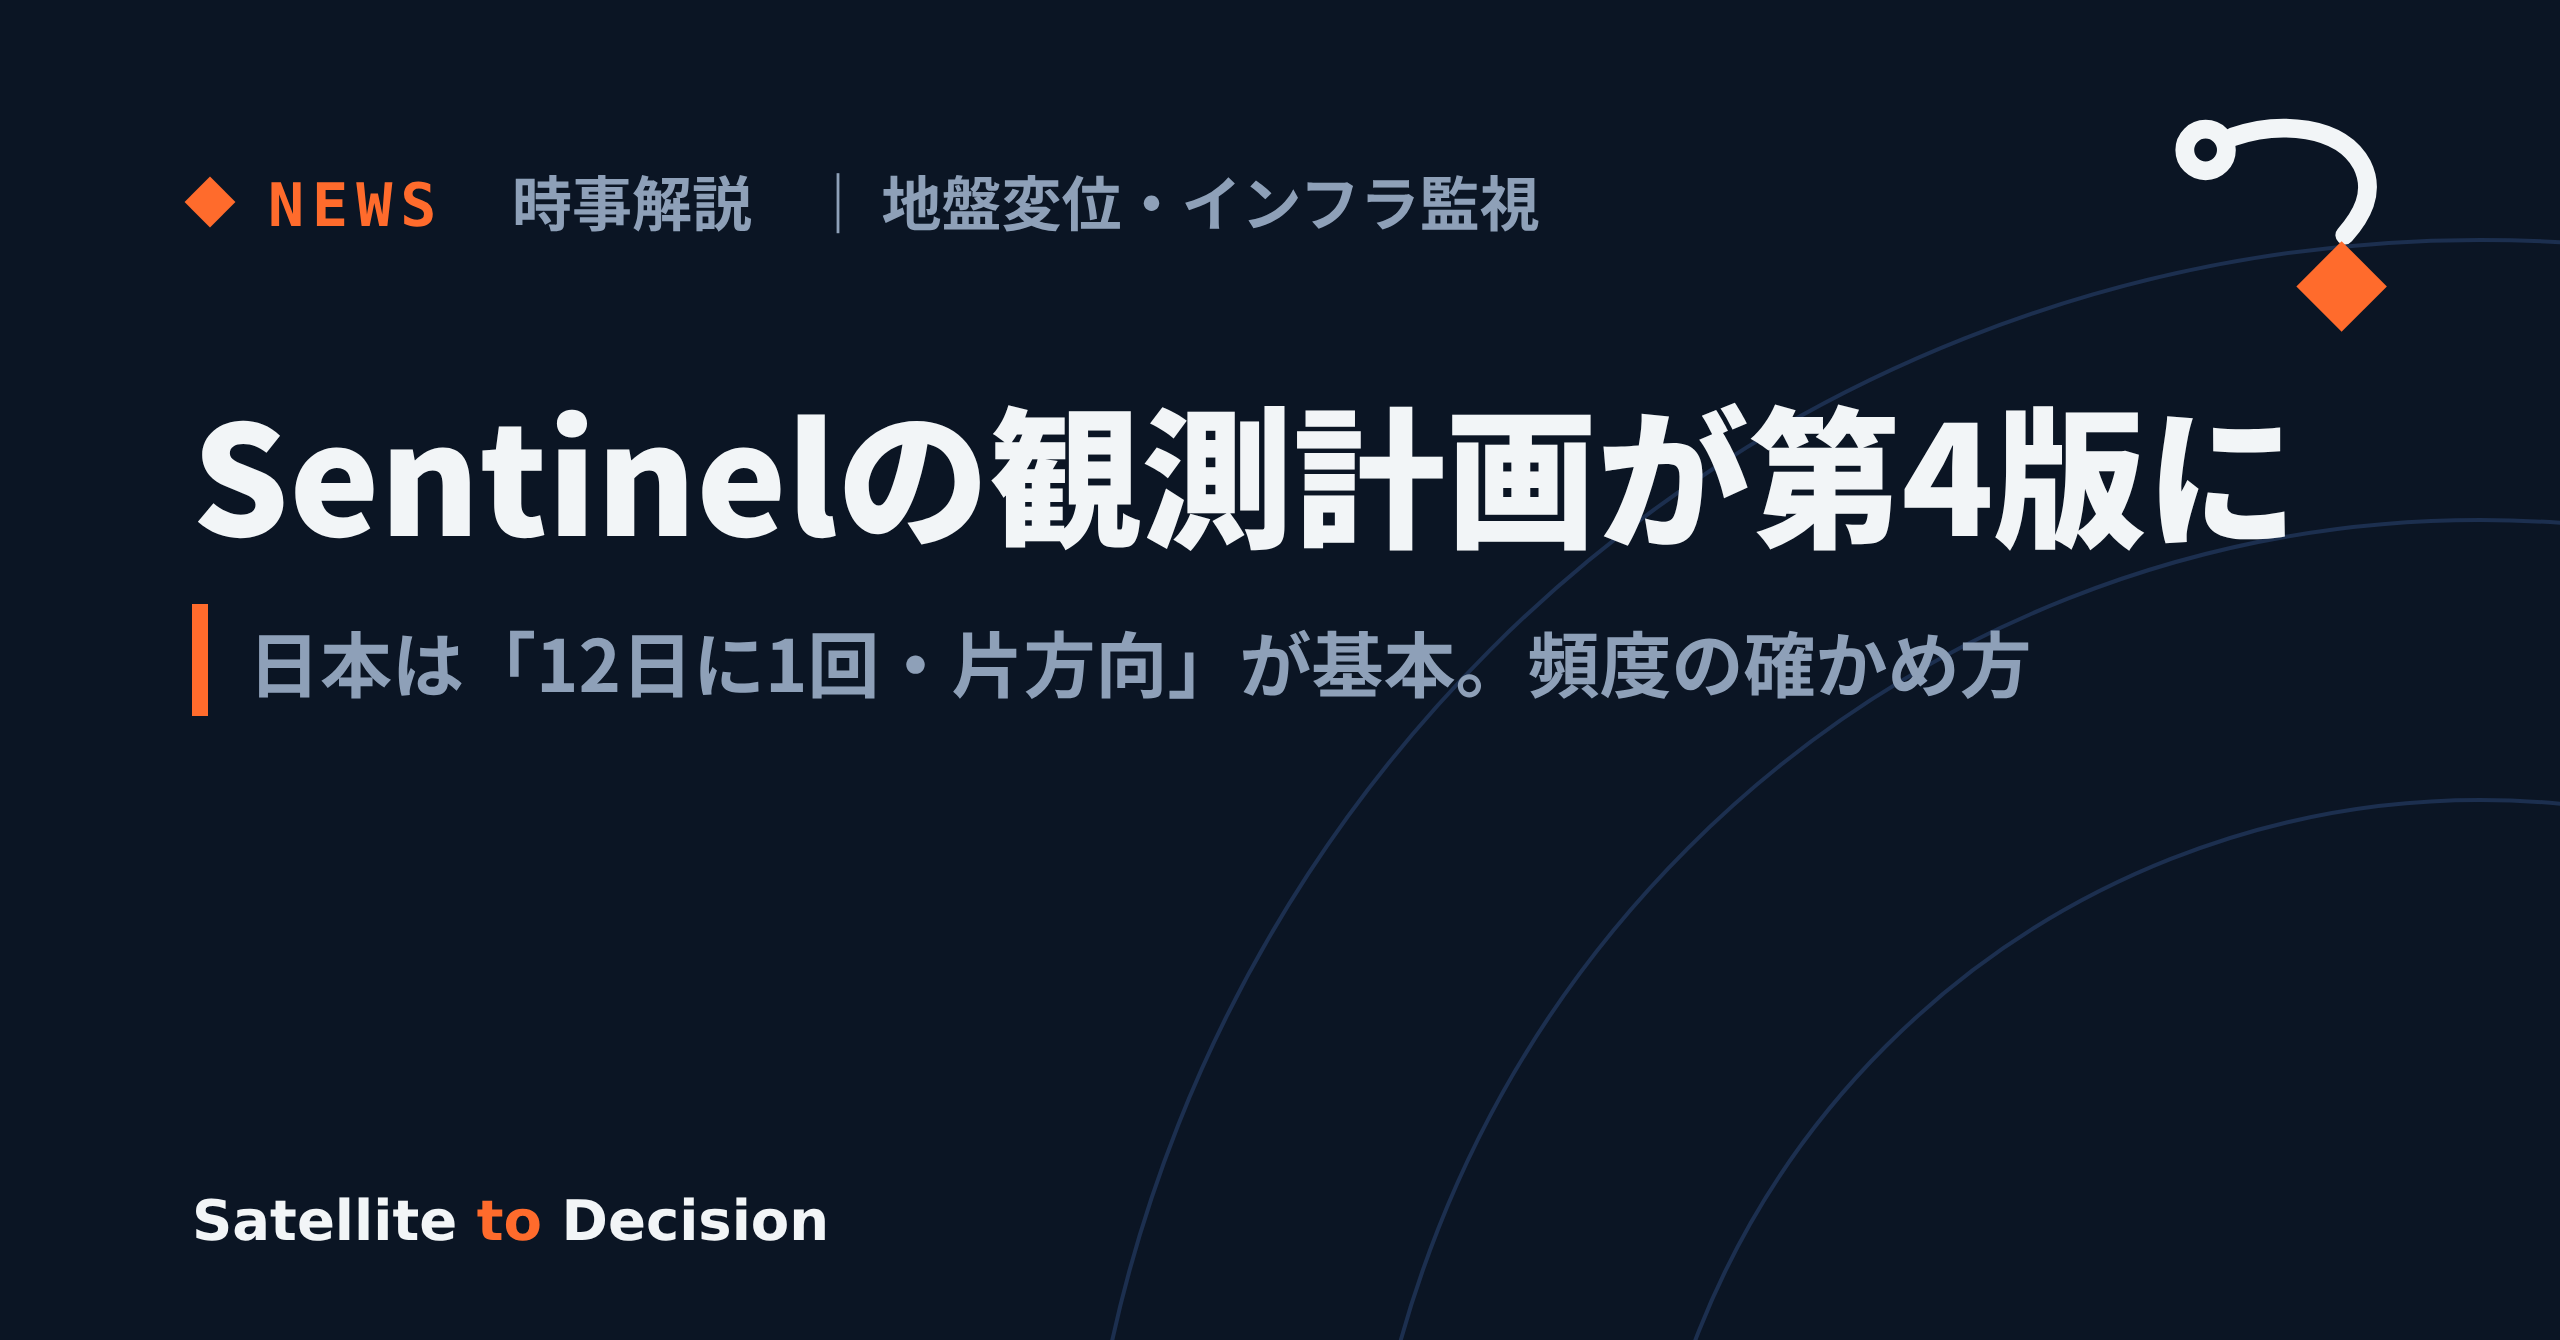 NEWS 時事解説 | 地盤変位・インフラ監視
Sentinelの観測計画が第4版に
日本は「12日に1回・片方向」が基本。頻度の確かめ方
Satellite to Decision